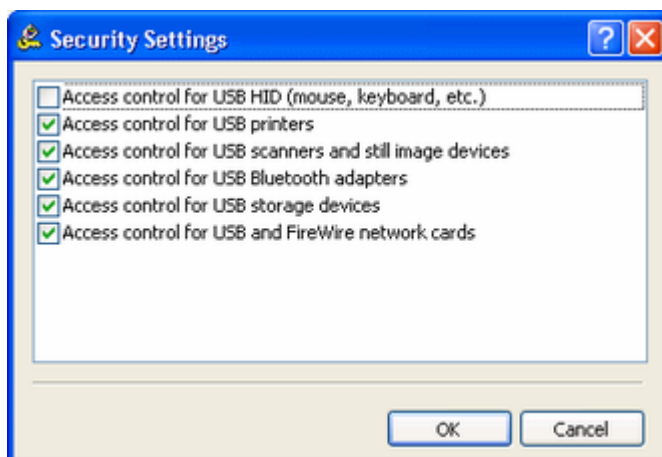 Security Settings
Access control for USB HID (mouse, keyboard, etc.)
Access control for USB printers
Access control for USB scanners and still image devices
Access control for USB Bluetooth adapters
Access control for USB storage devices
Access control for USB and FireWire network cards
OK Cancel